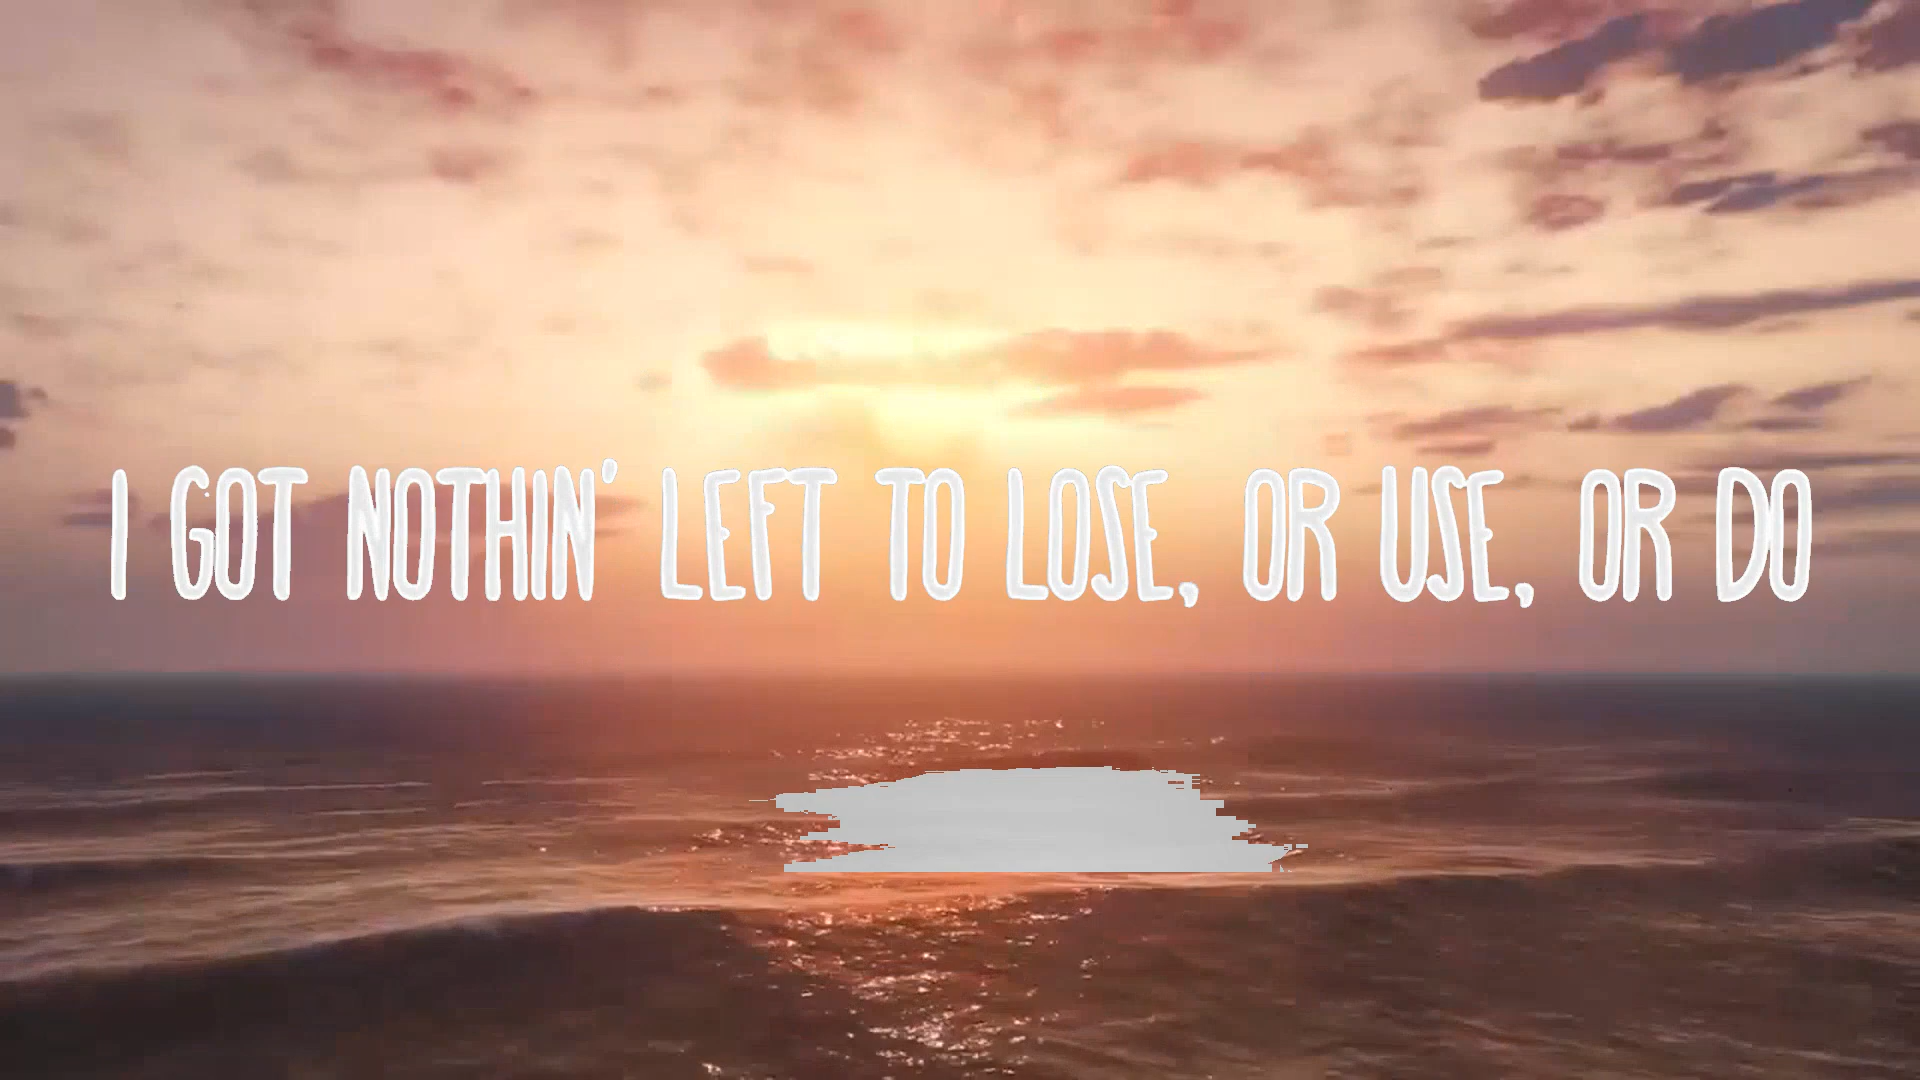 I GOT NOTHIN' LEFT TO LOSE, OR USE, OR DO